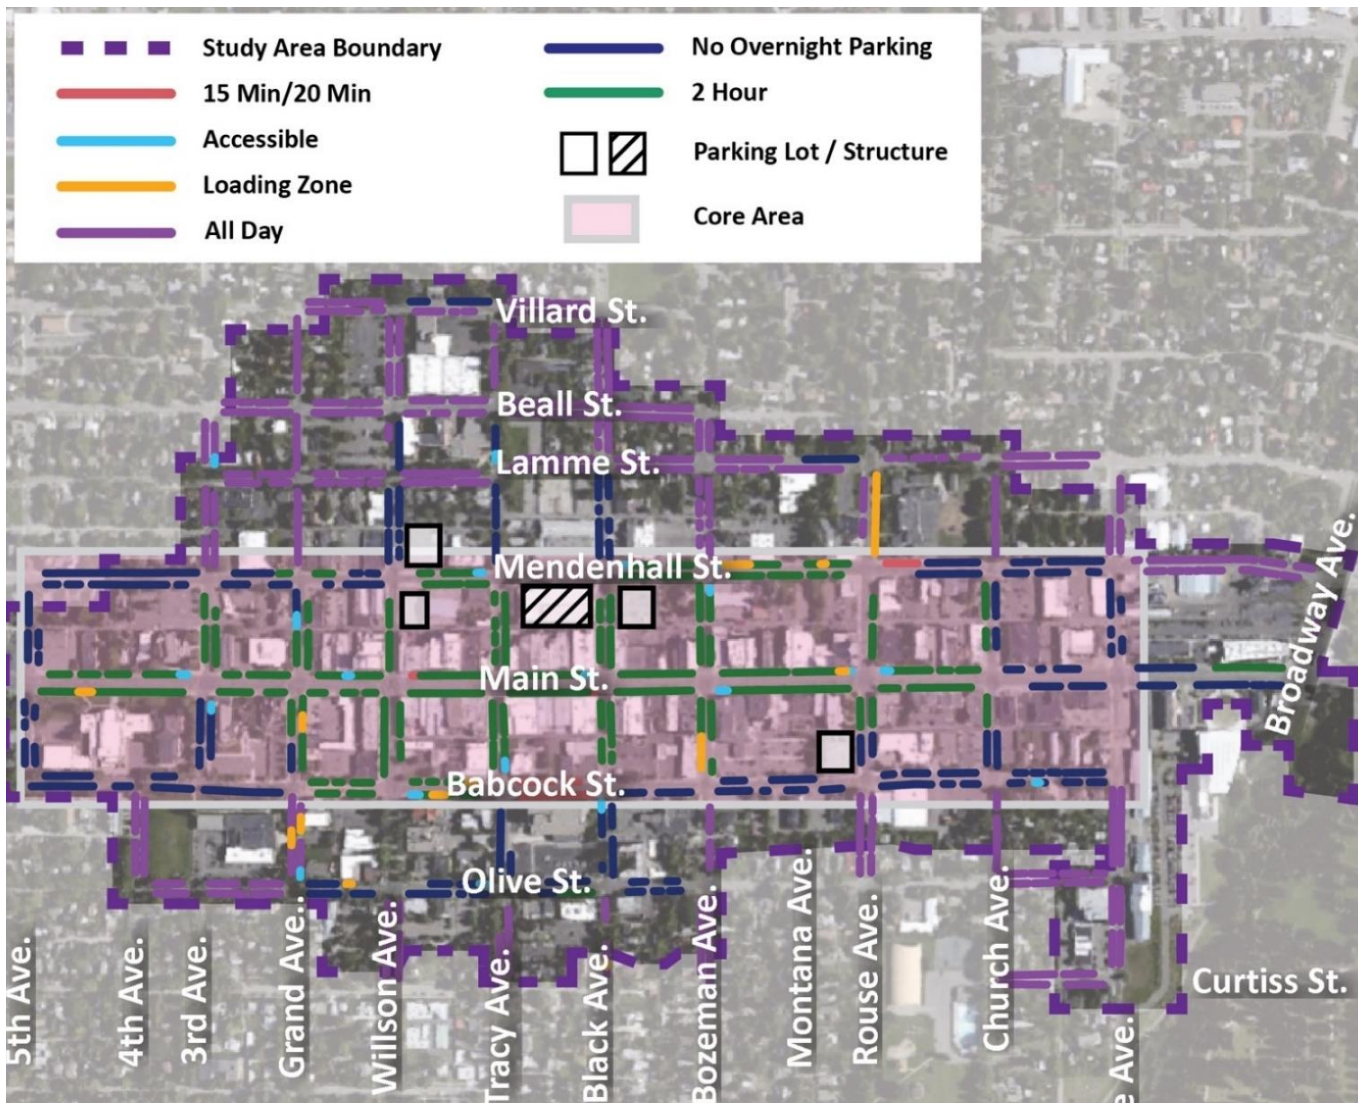 Study Area Boundary
15 Min/20 Min
Accessible
Loading Zone
All Day
No Overnight Parking
2 Hour
Parking Lot / Structure
Core Area
Villard St.
Beall St.
Lamme St.
Mendenhall St.
Main St.
Babcock St.
Olive St.
Curtiss St.
Broadway Ave.
5th Ave.
4th Ave.
3rd Ave.
Grand Ave.
Willson Ave.
Tracy Ave.
Black Ave.
Bozeman Ave.
Montana Ave.
Rouse Ave.
Church Ave.
e Ave.